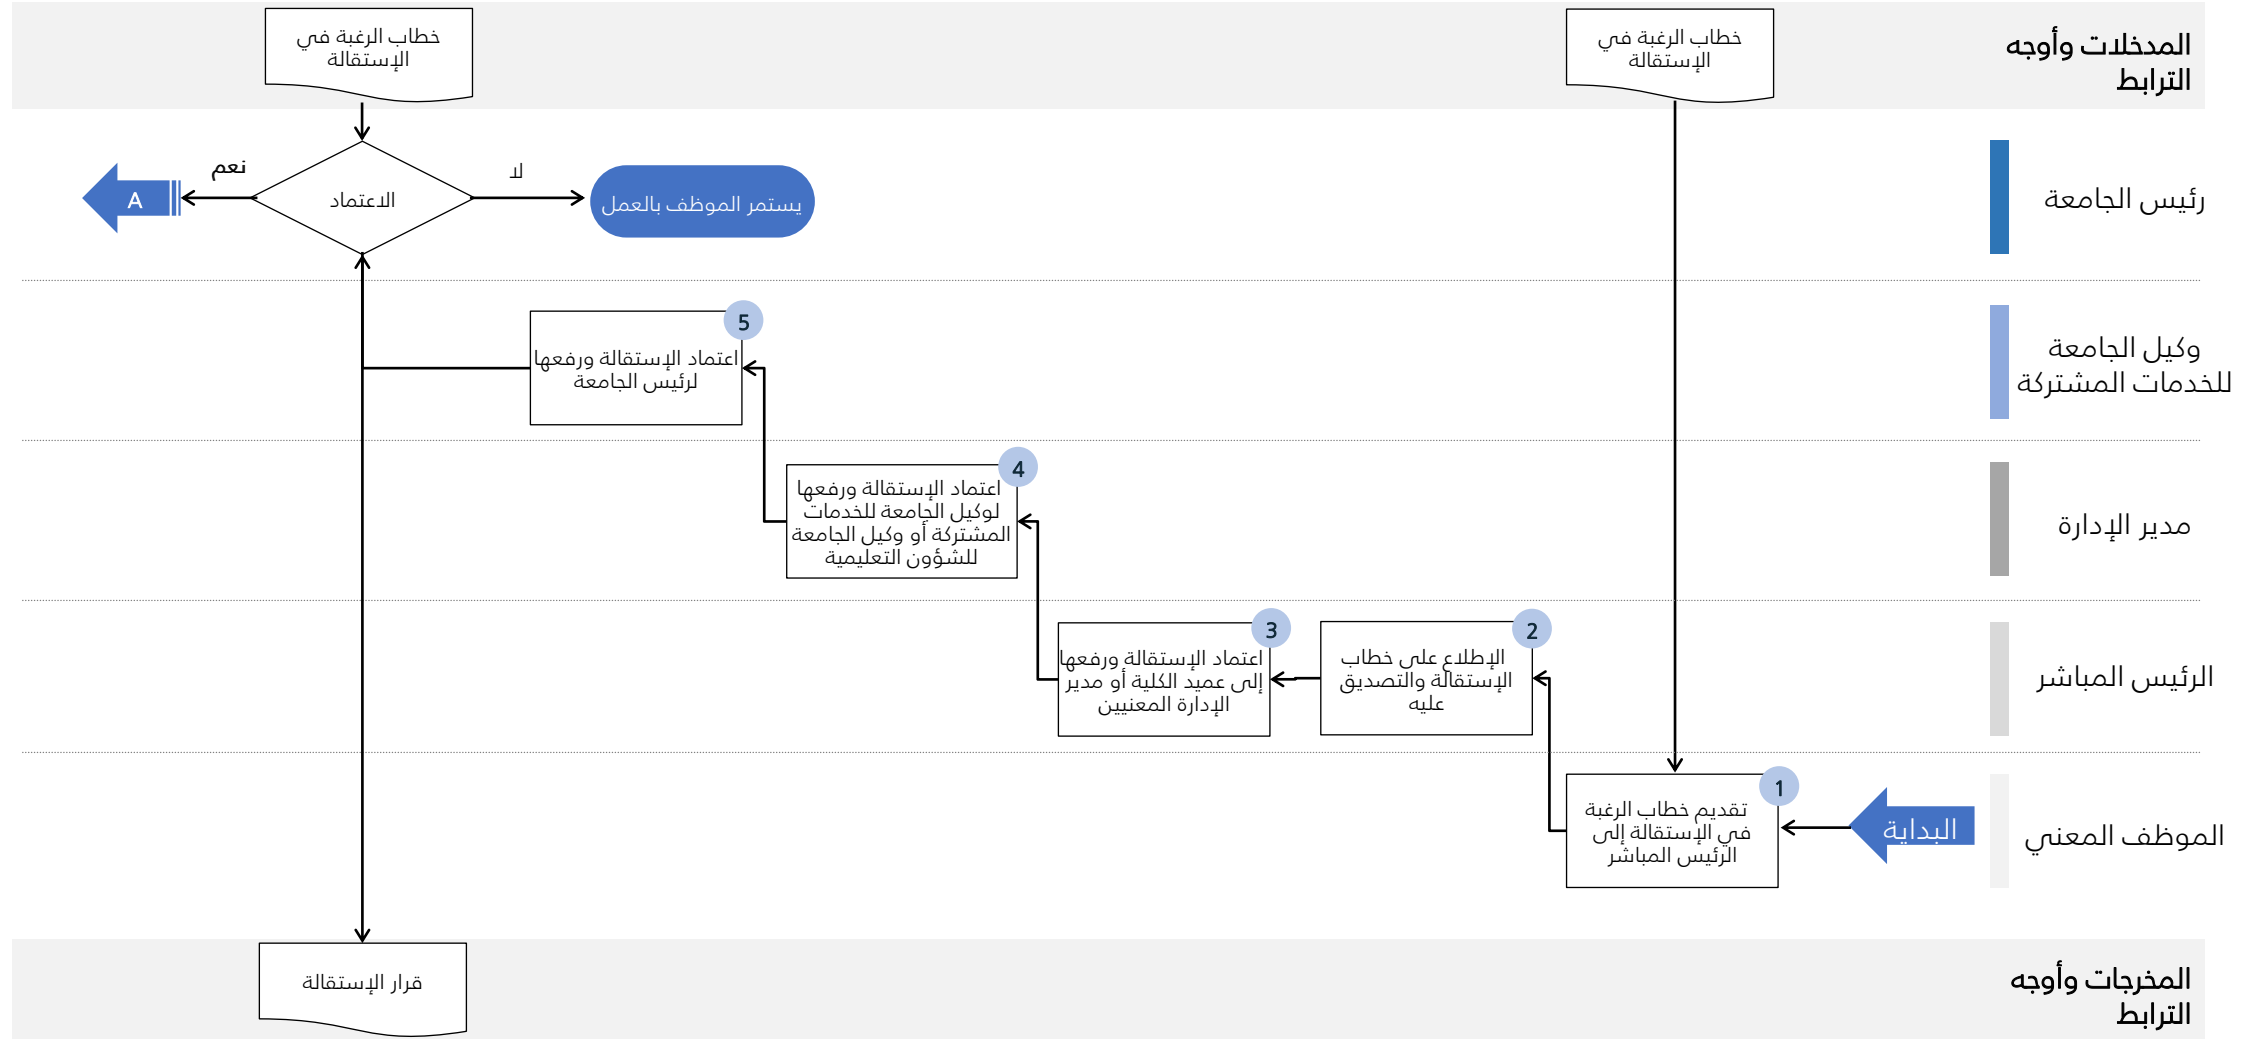 المدخلات وأوجه
الترابط
خطاب الرغبة في
الإستقالة
خطاب الرغبة في
الإستقالة
رئيس الجامعة
يستمر الموظف بالعمل
لا
الاعتماد
نعم
A
وكيل الجامعة
للخدمات المشتركة
5
اعتماد الإستقالة ورفعها
لرئيس الجامعة
مدير الإدارة
4
اعتماد الإستقالة ورفعها
لوكيل الجامعة للخدمات
المشتركة أو وكيل الجامعة
للشؤون التعليمية
الرئيس المباشر
2
الإطلاع على خطاب
الإستقالة والتصديق
عليه
3
اعتماد الإستقالة ورفعها
إلى عميد الكلية أو مدير
الإدارة المعنيين
الموظف المعني
البداية
1
تقديم خطاب الرغبة
في الإستقالة إلى
الرئيس المباشر
المخرجات وأوجه
الترابط
قرار الإستقالة